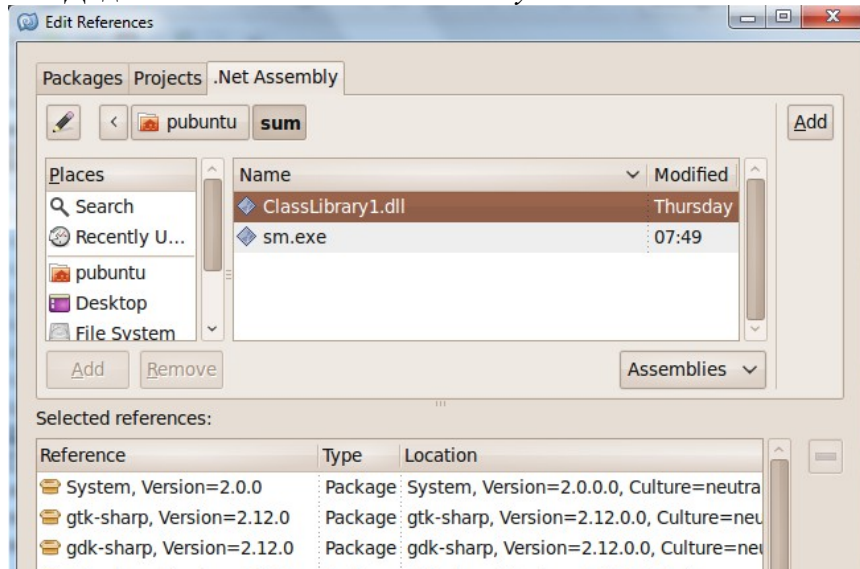 Edit References
Packages Projects .Net Assembly
pubuntu sum Add
Places Name Modified
Search ClassLibrary1.dll Thursday
Recently U... sm.exe 07:49
pubuntu
Desktop
File System
Add Remove Assemblies
Selected references:
Reference Type Location
System, Version=2.0.0 Package System, Version=2.0.0.0, Culture=neutra
gtk-sharp, Version=2.12.0 Package gtk-sharp, Version=2.12.0.0, Culture=neu
gdk-sharp, Version=2.12.0 Package gdk-sharp, Version=2.12.0.0, Culture=neu